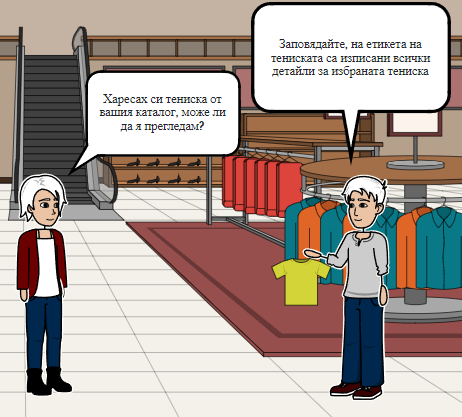 Харесах си тениска от
вашия каталог, може ли
да я прегледам?
Заповядайте, на етикета на
тениската са изписани всички
детайли за избраната тениска